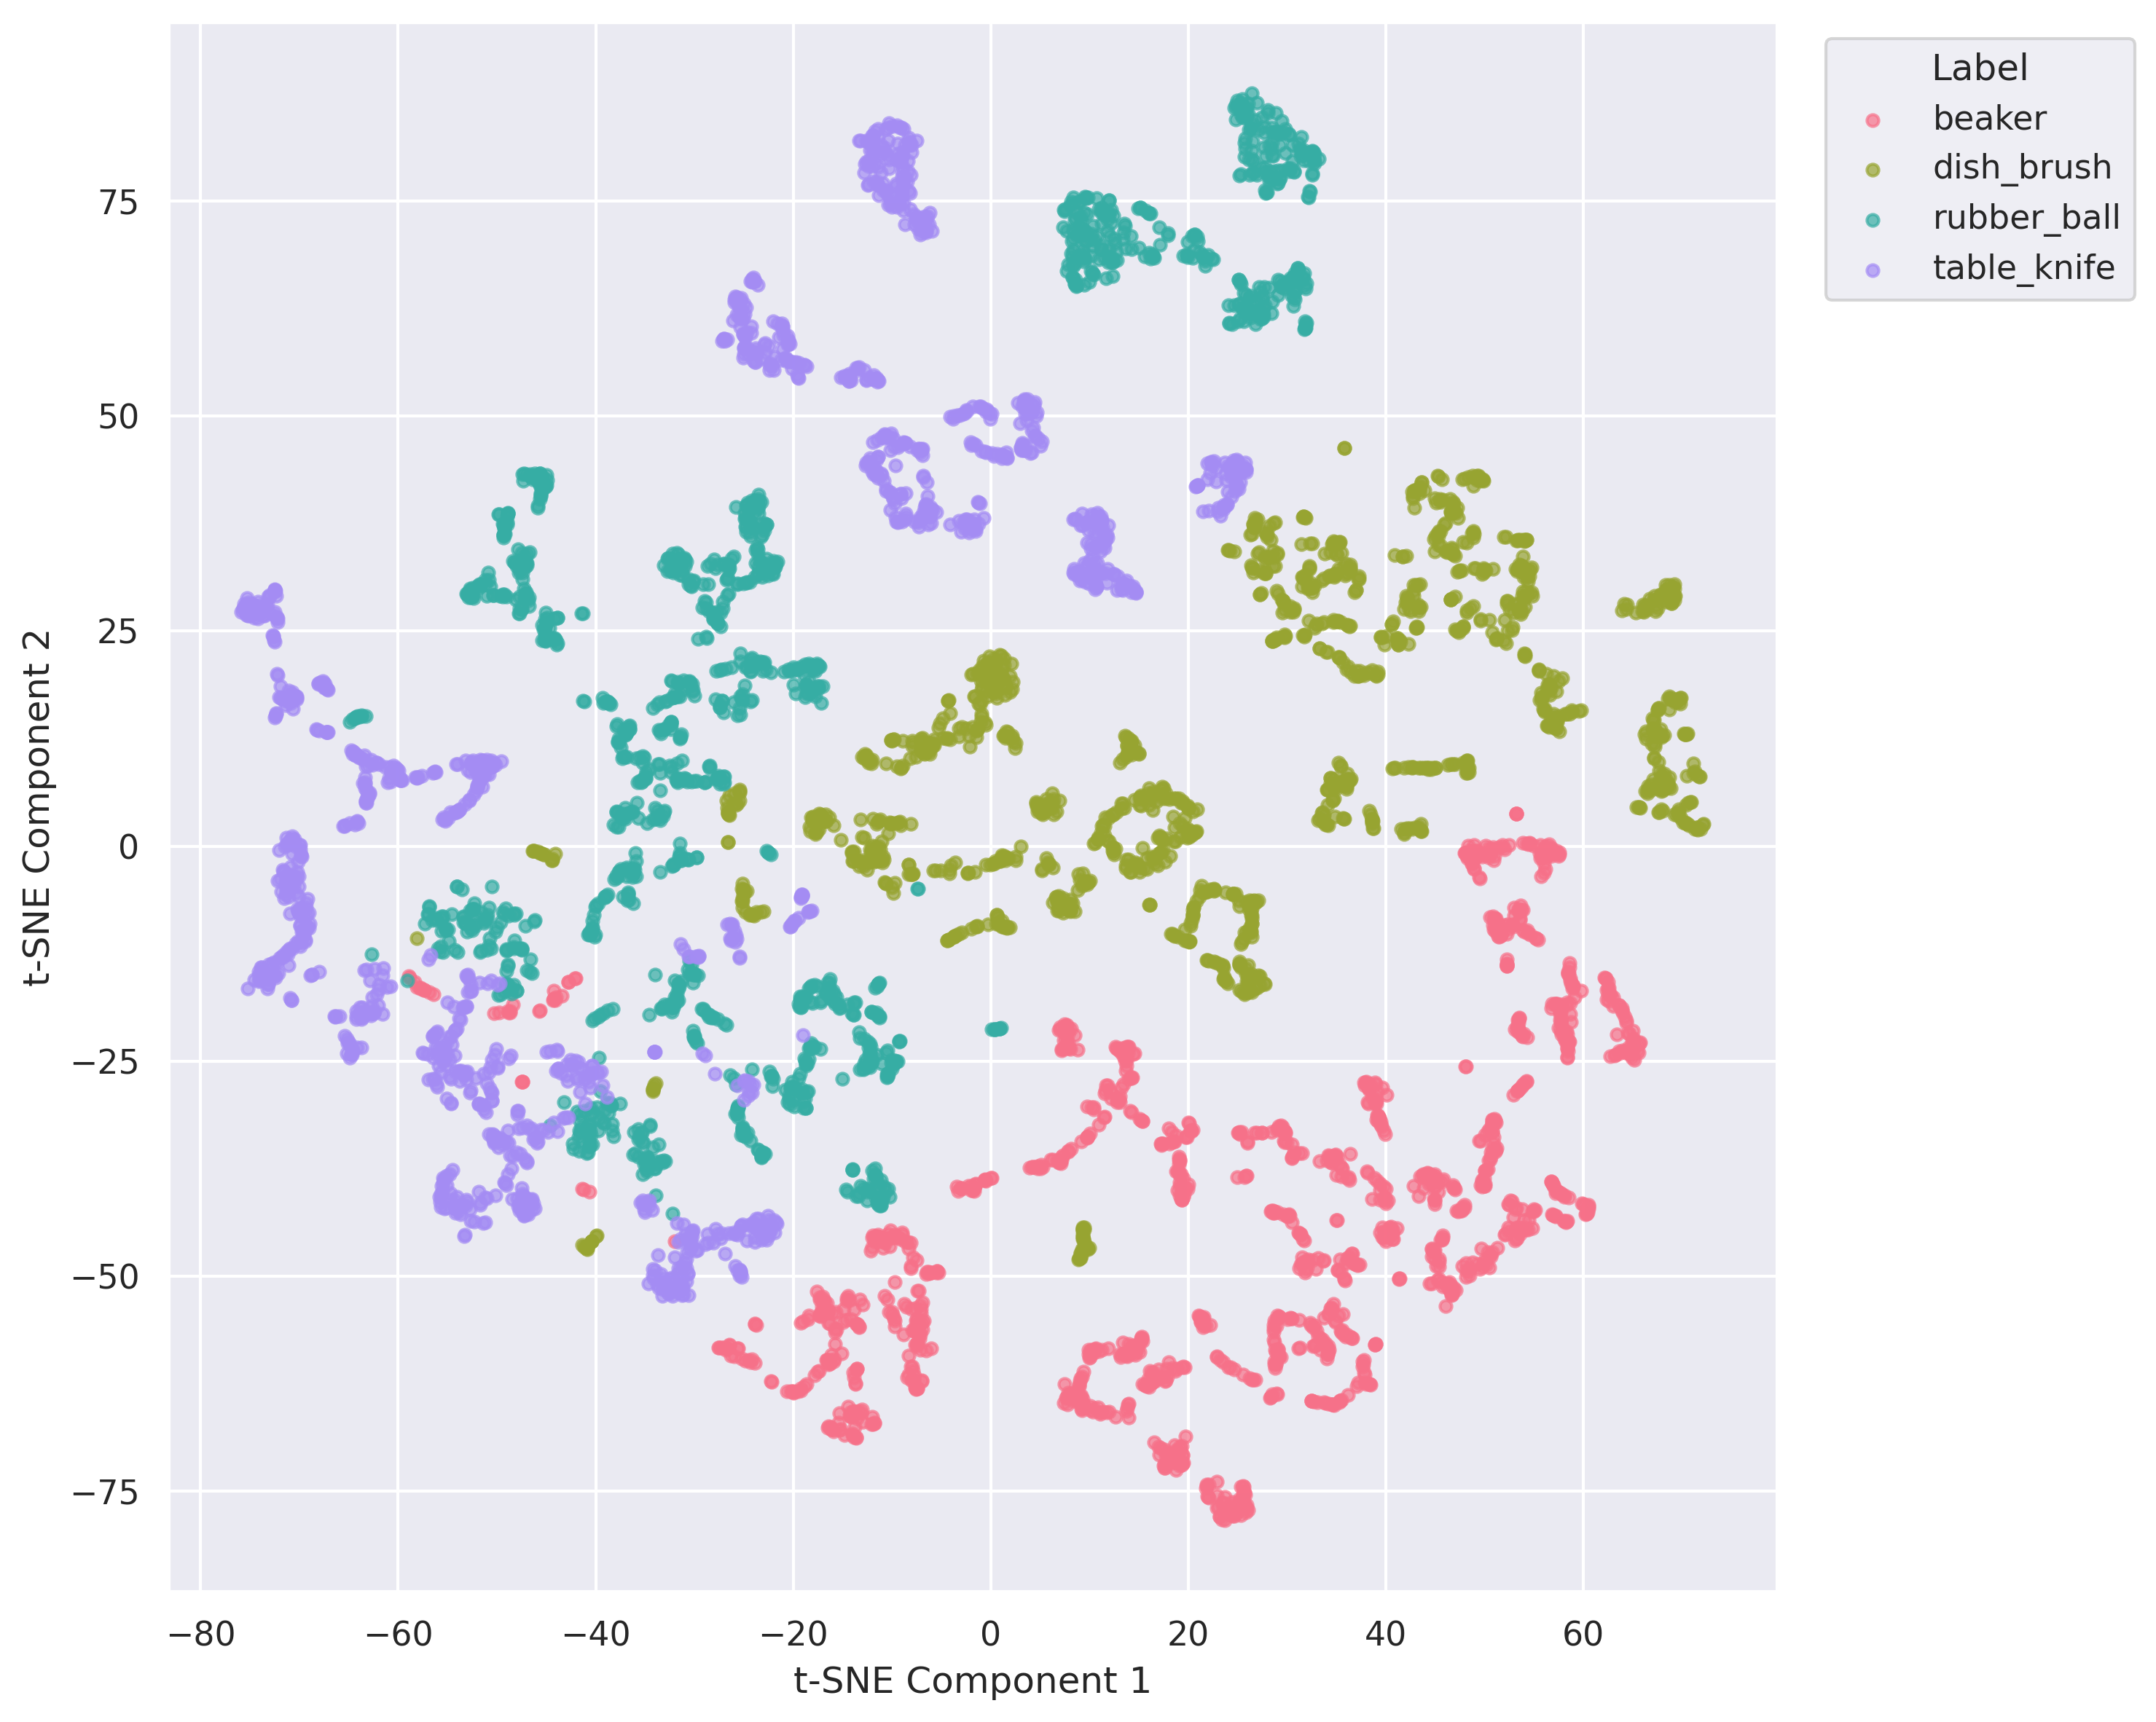 Label
beaker
dish_brush
rubber_ball
table_knife
75
50
25
0
−25
−50
−75
t-SNE Component 2
−80
−60
−40
−20
0
20
40
60
t-SNE Component 1